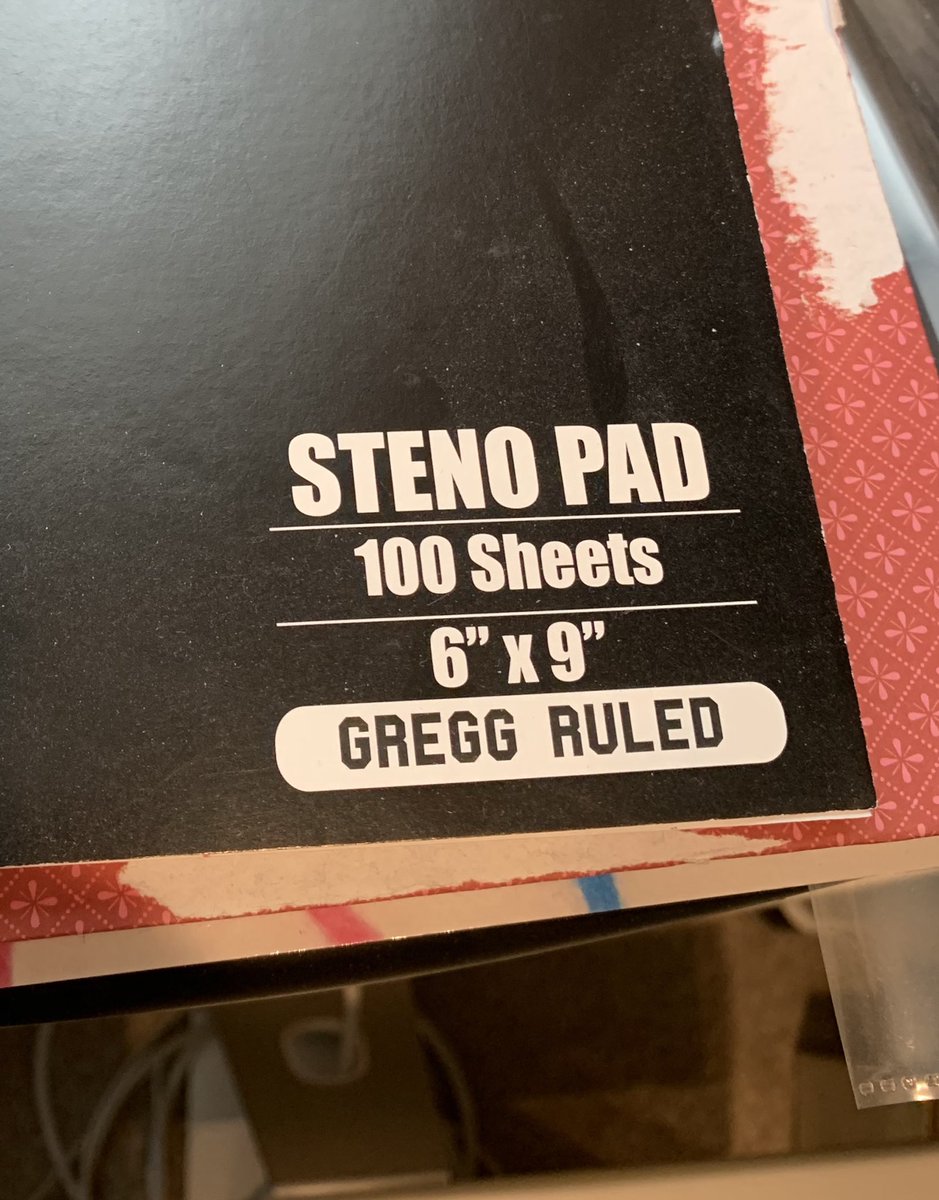 STENO PAD
100 Sheets
6” x 9”
GREGG RULED